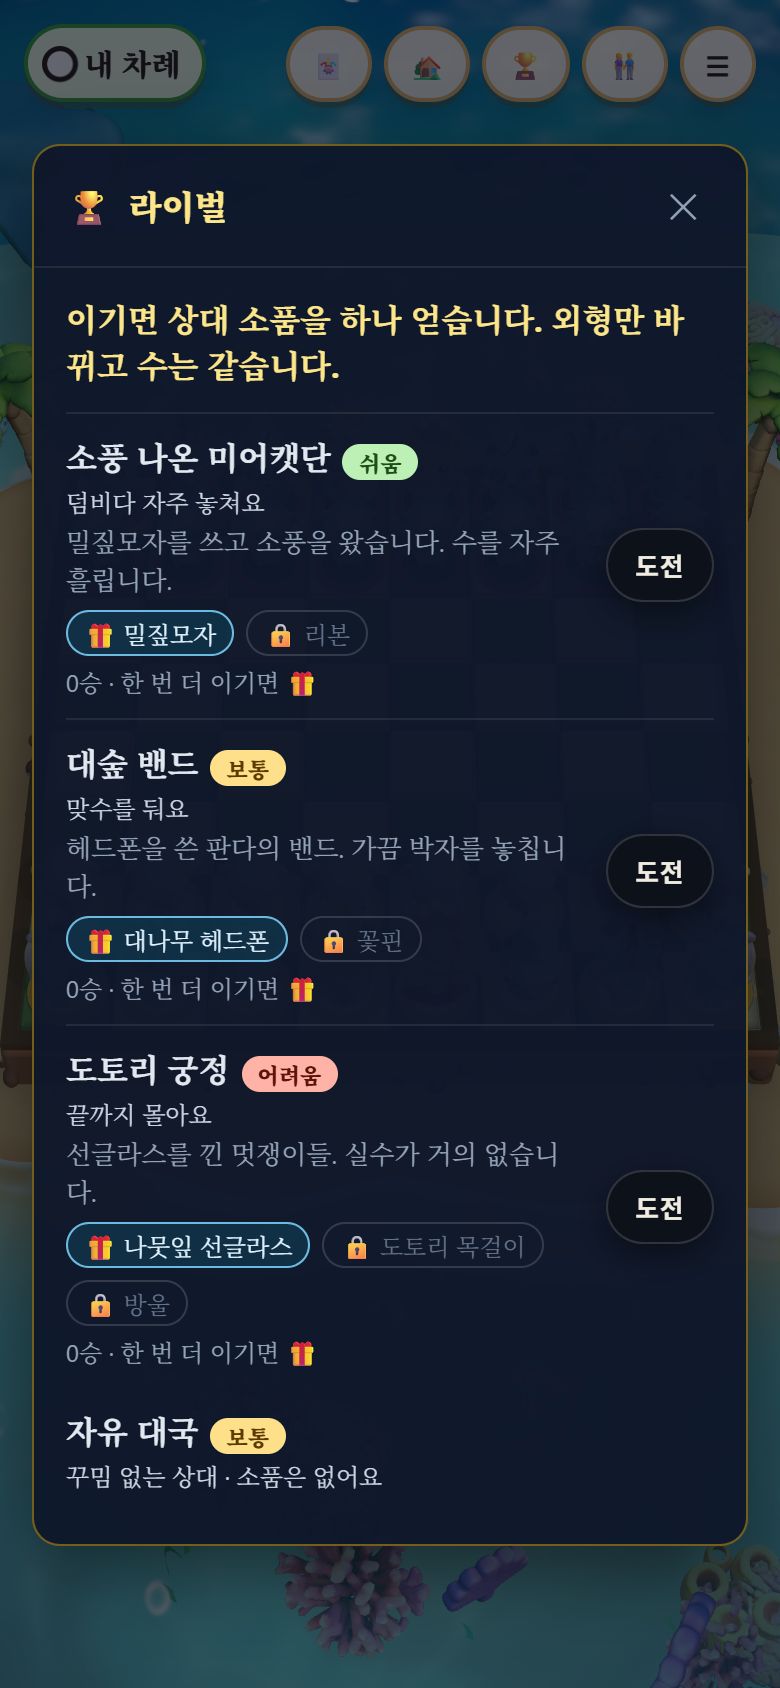 내 차례
라이벌
이기면 상대 소품을 하나 얻습니다. 외형만 바
뀌고 수는 같습니다.
소풍 나온 미어캣단 쉬움
덤비다 자주 놓쳐요
밀짚모자를 쓰고 소풍을 왔습니다. 수를 자주
흘립니다.
도전
밀짚모자 리본
0승 · 한 번 더 이기면
대숲 밴드 보통
맞수를 둬요
헤드폰을 쓴 판다의 밴드. 가끔 박자를 놓칩니
다.
도전
대나무 헤드폰 꽃핀
0승 · 한 번 더 이기면
도토리 궁정 어려움
끝까지 몰아요
선글라스를 낀 멋쟁이들. 실수가 거의 없습니
다.
도전
나뭇잎 선글라스 도토리 목걸이
방울
0승 · 한 번 더 이기면
자유 대국 보통
꾸밈 없는 상대 · 소품은 없어요